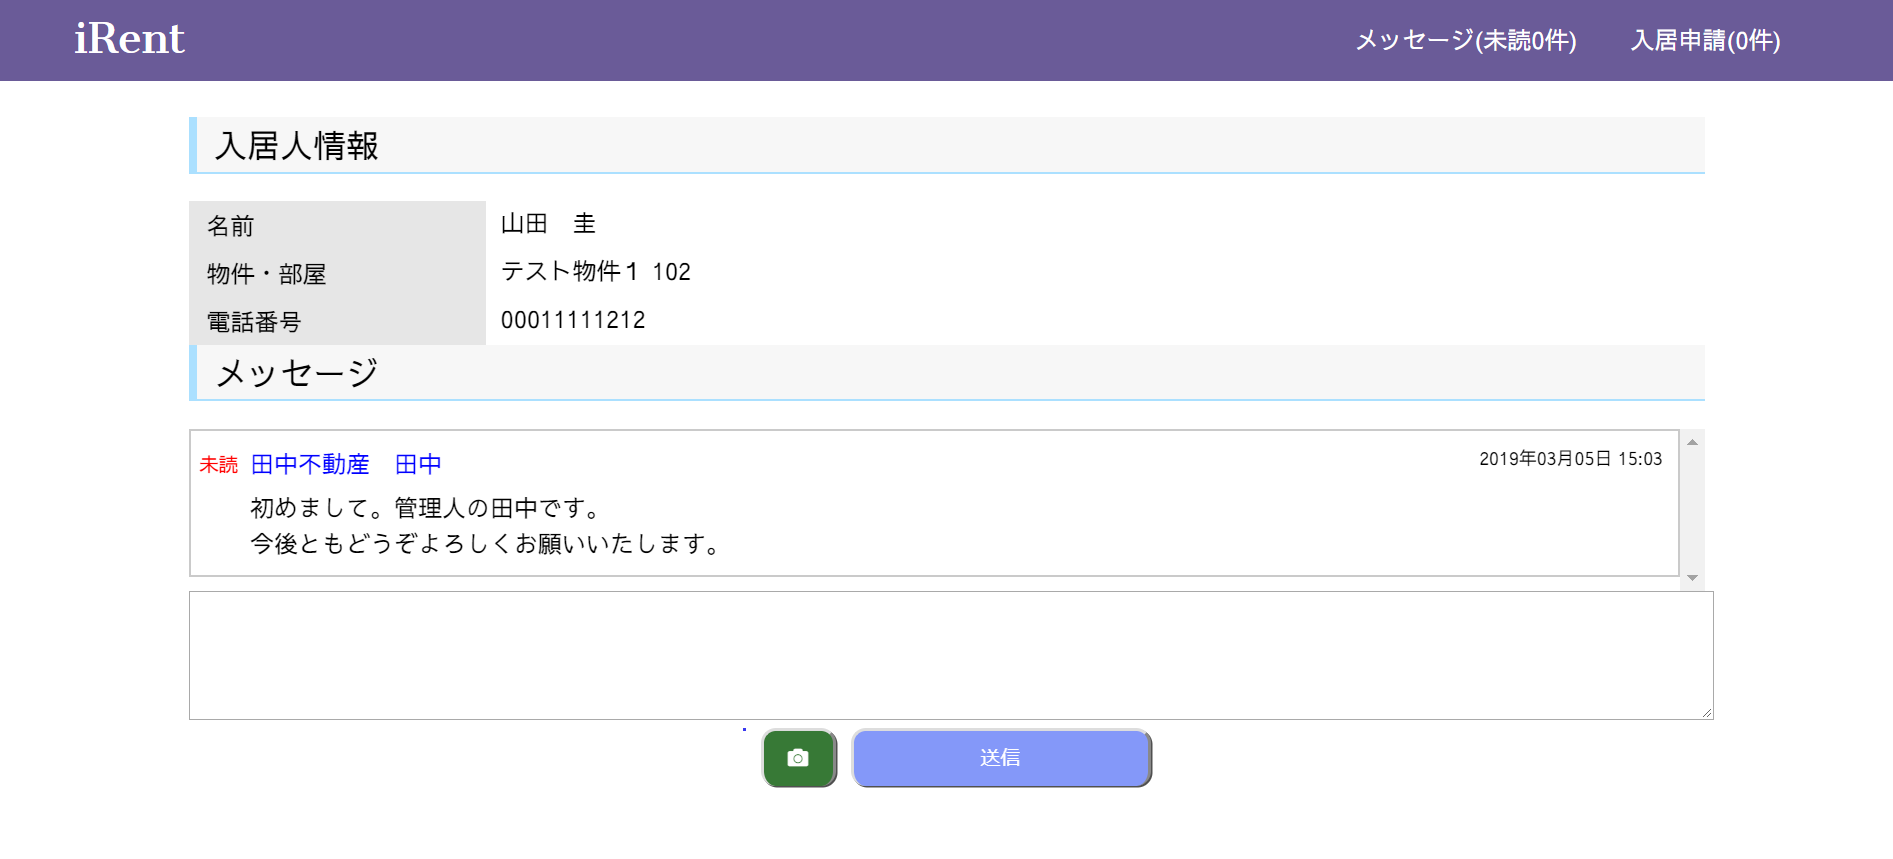 iRent
メッセージ(未読0件) 入居申請(0件)
入居人情報
名前 山田　圭
物件・部屋 テスト物件１ 102
電話番号 00011111212
メッセージ
未読 田中不動産　田中 2019年03月05日 15:03
初めまして。管理人の田中です。
今後ともどうぞよろしくお願いいたします。
送信